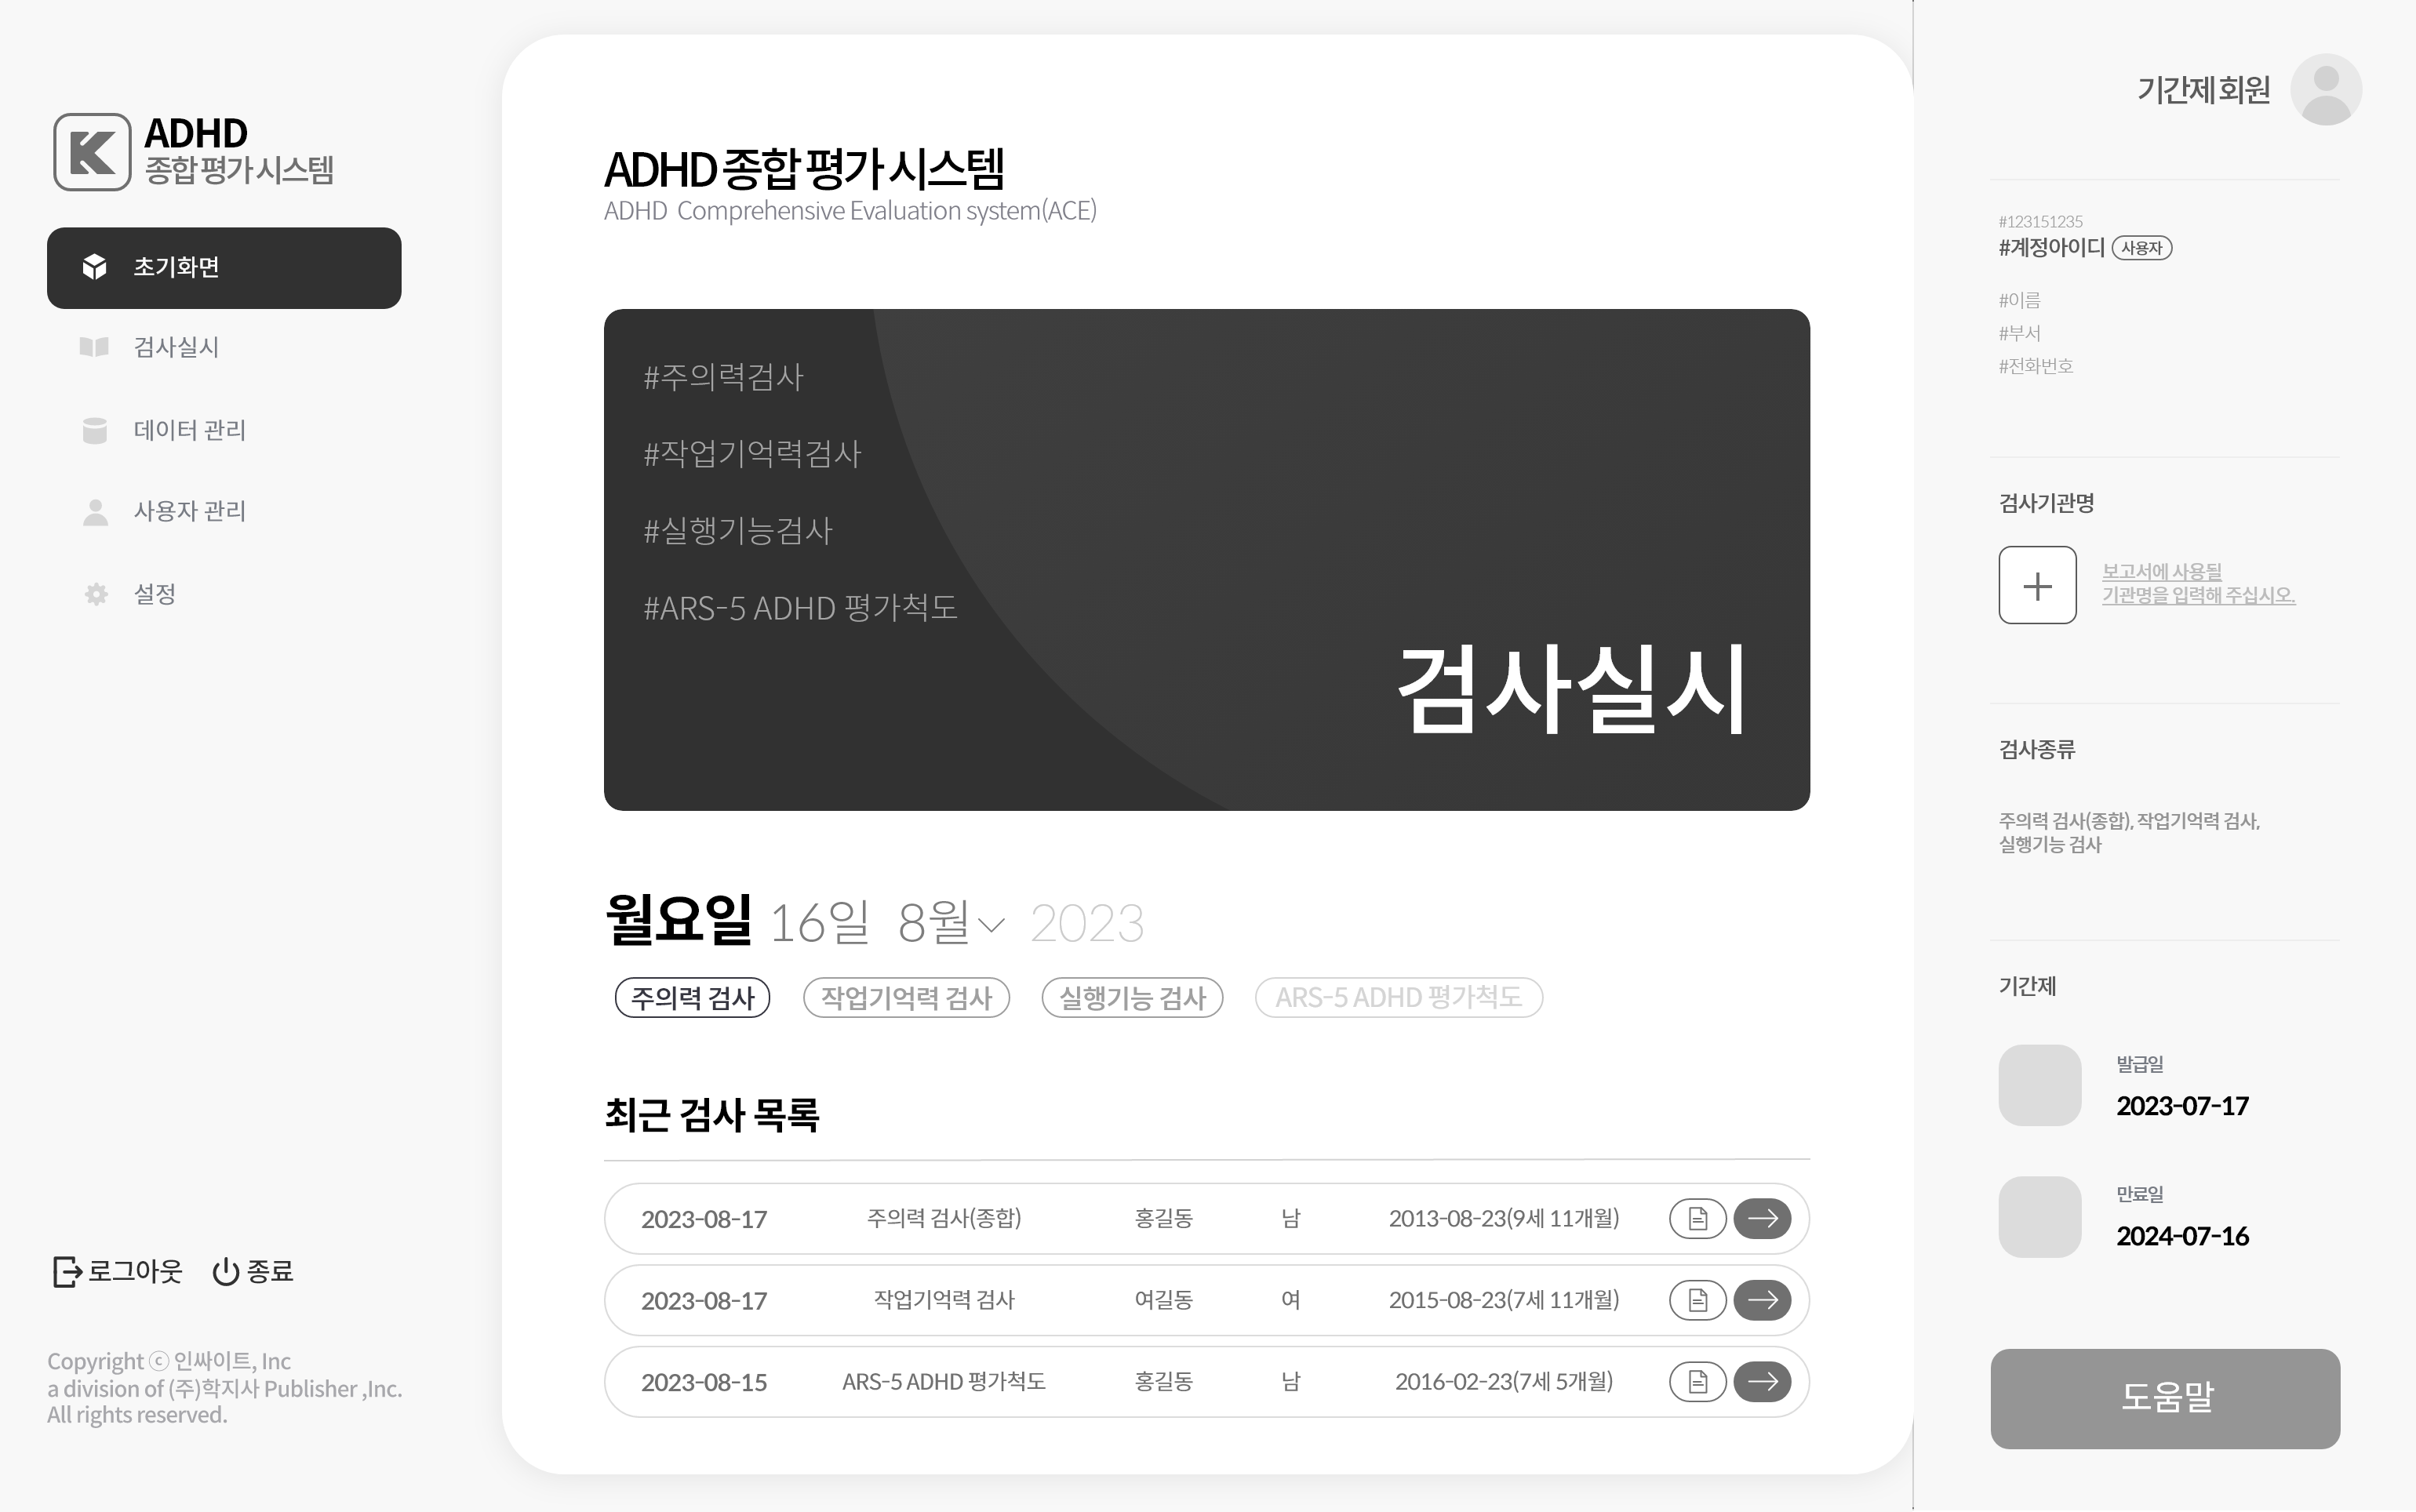 ADHD
종합 평가 시스템
초기화면
검사실시
데이터 관리
사용자 관리
설정
로그아웃 종료
Copyright ⓒ 인싸이트, Inc
a division of (주)학지사 Publisher ,Inc.
All rights reserved.
ADHD 종합 평가 시스템
ADHD Comprehensive Evaluation system(ACE)
#주의력검사
#작업기억력검사
#실행기능검사
#ARS-5 ADHD 평가척도
검사실시
월요일 16일 8월 2023
주의력 검사 작업기억력 검사 실행기능 검사 ARS-5 ADHD 평가척도
최근 검사 목록
2023-08-17 주의력 검사(종합) 홍길동 남 2013-08-23(9세 11개월)
2023-08-17 작업기억력 검사 여길동 여 2015-08-23(7세 11개월)
2023-08-15 ARS-5 ADHD 평가척도 홍길동 남 2016-02-23(7세 5개월)
기간제 회원
#123151235
#계정아이디 사용자
#이름
#부서
#전화번호
검사기관명
보고서에 사용될
기관명을 입력해 주십시오.
검사종류
주의력 검사(종합), 작업기억력 검사,
실행기능 검사
기간제
발급일
2023-07-17
만료일
2024-07-16
도움말